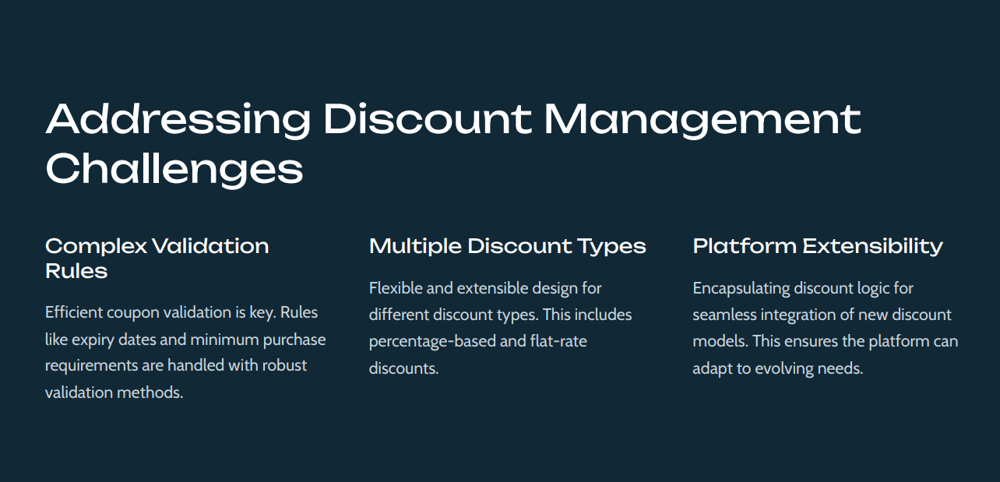 Addressing Discount Management
Challenges
Complex Validation
Rules
Efficient coupon validation is key. Rules
like expiry dates and minimum purchase
requirements are handled with robust
validation methods.
Multiple Discount Types
Flexible and extensible design for
different discount types. This includes
percentage-based and flat-rate
discounts.
Platform Extensibility
Encapsulating discount logic for
seamless integration of new discount
models. This ensures the platform can
adapt to evolving needs.